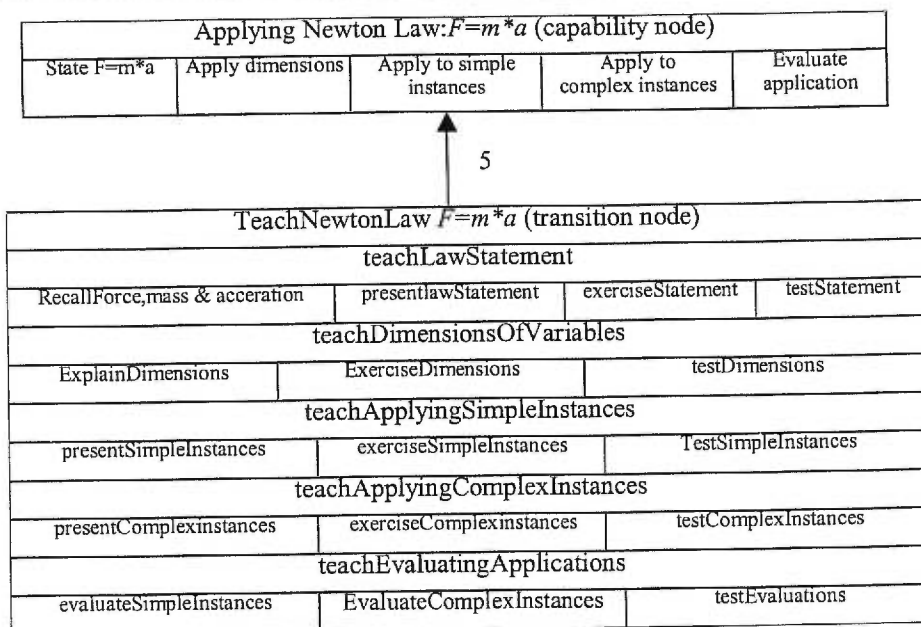 Applying Newton Law:F=m*a (capability node)
State F=m*a Apply dimensions Apply to simple instances Apply to complex instances Evaluate application
5
TeachNewtonLaw F=m*a (transition node)
teachLawStatement
RecallForce,mass & acceration presentlawStatement exerciseStatement testStatement
teachDimensionsOfVariables
ExplainDimensions ExerciseDimensions testDimensions
teachApplyingSimpleInstances
presentSimpleInstances exerciseSimpleInstances TestSimpleInstances
teachApplyingComplexInstances
presentComplexinstances exerciseComplexinstances testComplexInstances
teachEvaluatingApplications
evaluateSimpleInstances EvaluateComplexInstances testEvaluations